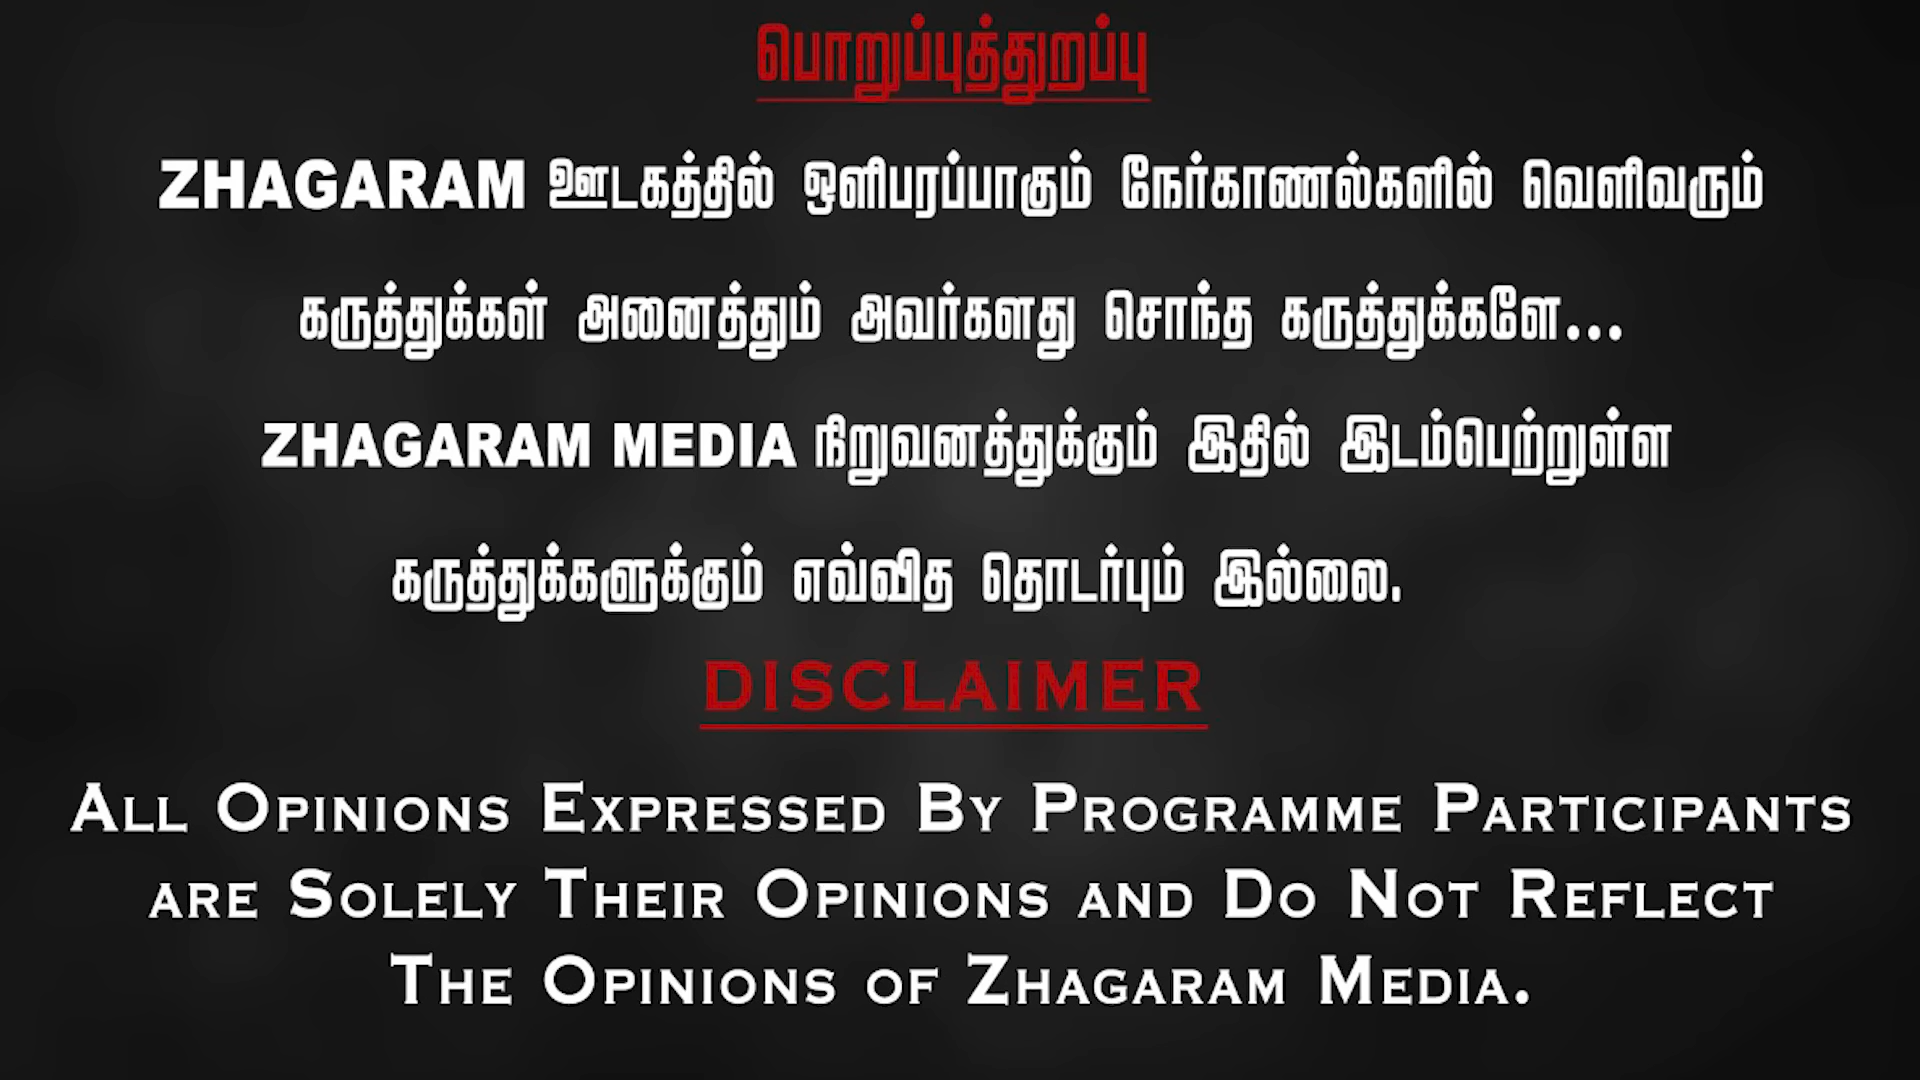 பொறுப்புத்துறப்பு
ZHAGARAM ஊடகத்தில் ஒளிபரப்பாகும் நேர்காணல்களில் வெளிவரும்
கருத்துக்கள் அனைத்தும் அவர்களது சொந்த கருத்துக்களே...
ZHAGARAM MEDIA நிறுவனத்துக்கும் இதில் இடம்பெற்றுள்ள
கருத்துக்களுக்கும் எவ்வித தொடர்பும் இல்லை.
DISCLAIMER
All Opinions Expressed By Programme Participants
are Solely Their Opinions and Do Not Reflect
The Opinions of Zhagaram Media.